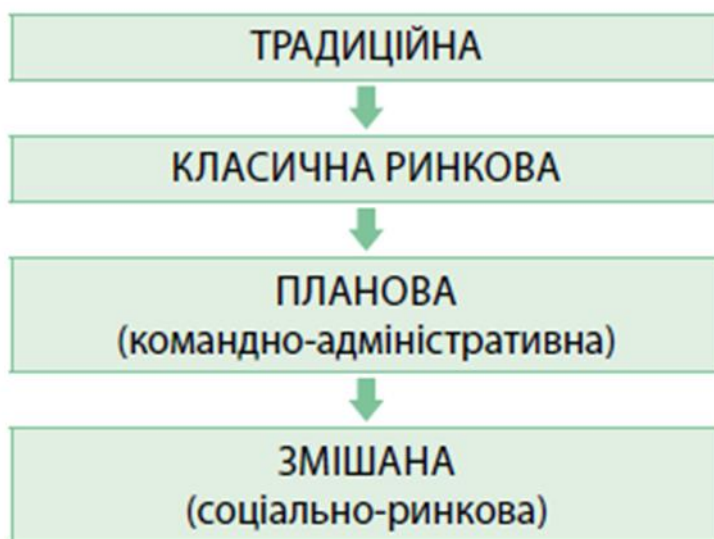 ТРАДИЦІЙНА
КЛАСИЧНА РИНКОВА
ПЛАНОВА
(командно-адміністративна)
ЗМІШАНА
(соціально-ринкова)